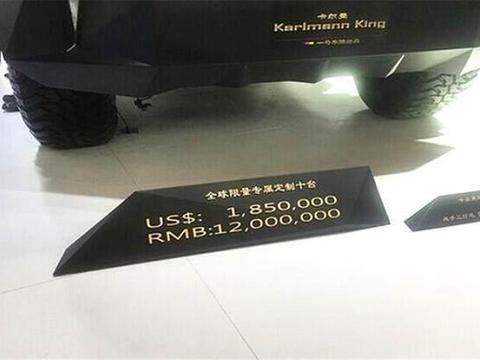 卡尔曼
Karlmann King
全球限量专属定制十台
US$: 1,850,000
RMB:12,000,000